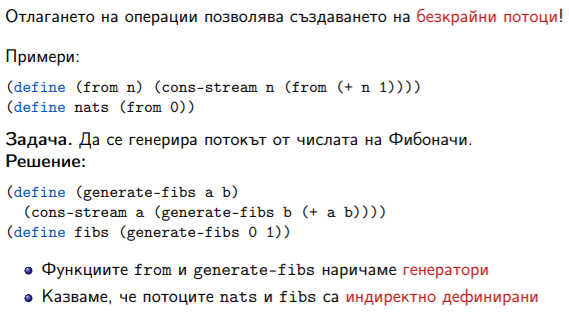 Отлагането на операции позволява създаването на безкрайни потоци!
Примери:
(define (from n) (cons-stream n (from (+ n 1))))
(define nats (from 0))
Задача. Да се генерира потокът от числата на Фибоначи.
Решение:
(define (generate-fibs a b)
  (cons-stream a (generate-fibs b (+ a b))))
(define fibs (generate-fibs 0 1))
Функциите from и generate-fibs наричаме генератори
Казваме, че потоците nats и fibs са индиректно дефинирани